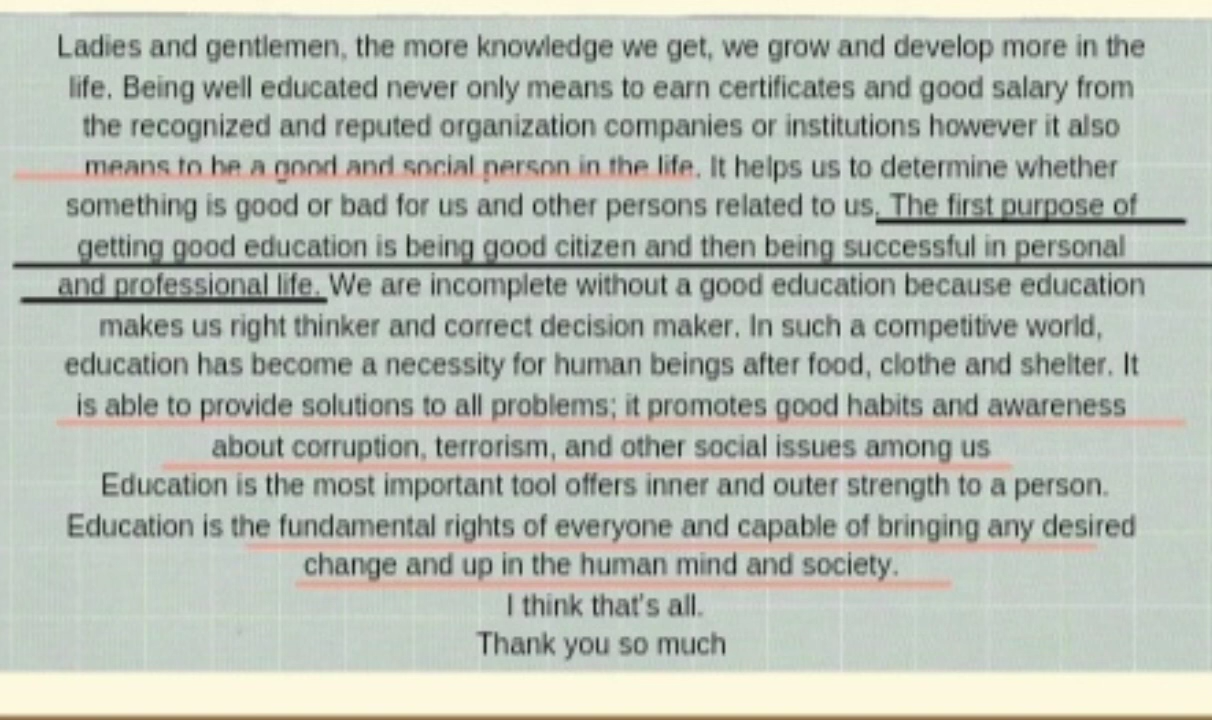 Ladies and gentlemen, the more knowledge we get, we grow and develop more in the
life. Being well educated never only means to earn certificates and good salary from
the recognized and reputed organization companies or institutions however it also
means to be a good and social person in the life. It helps us to determine whether
something is good or bad for us and other persons related to us. The first purpose of
getting good education is being good citizen and then being successful in personal
and professional life. We are incomplete without a good education because education
makes us right thinker and correct decision maker. In such a competitive world,
education has become a necessity for human beings after food, clothe and shelter. It
is able to provide solutions to all problems; it promotes good habits and awareness
about corruption, terrorism, and other social issues among us
Education is the most important tool offers inner and outer strength to a person.
Education is the fundamental rights of everyone and capable of bringing any desired
change and up in the human mind and society.
I think that's all.
Thank you so much